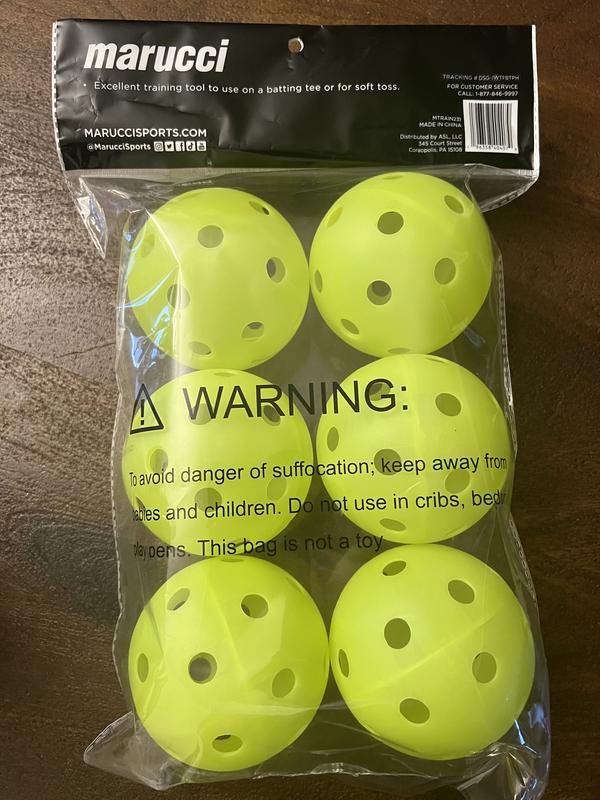 marucci
• Excellent training tool to use on a batting tee or for soft toss.
MARUCCISPORTS.COM
@MarucciSports
TRACKING # DSG-IWTFBTPH
FOR CUSTOMER SERVICE
CALL: 1-877-846-9997
MTRAIN231
MADE IN CHINA
Distributed by ASL, LLC
345 Court Street
Coraopolis, PA 15108
WARNING:
To avoid danger of suffocation; keep away from
babies and children. Do not use in cribs, beds
play pens. This bag is not a toy